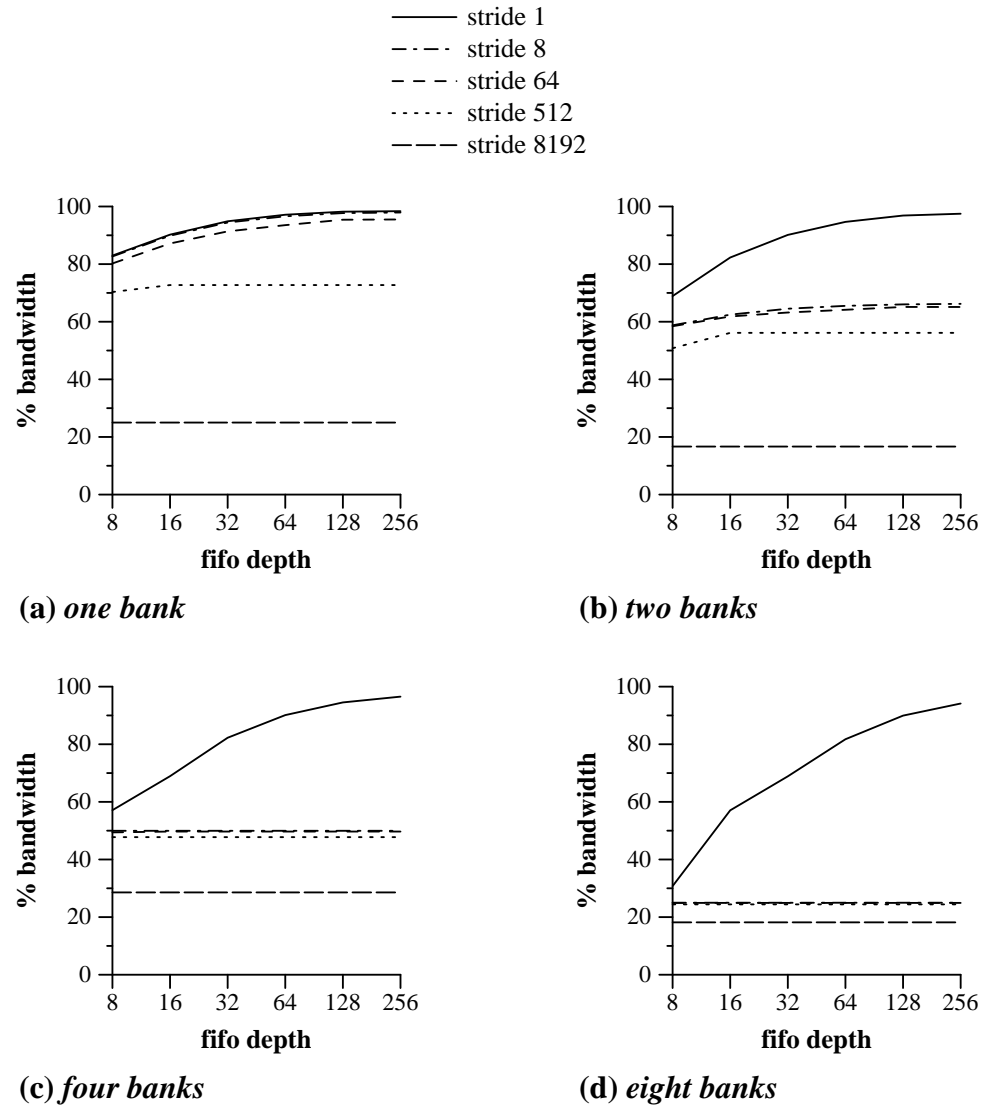 stride 1
stride 8
stride 64
stride 512
stride 8192
100
80
60
40
20
0
% bandwidth
8 16 32 64 128 256
fifo depth
(a) one bank
100
80
60
40
20
0
% bandwidth
8 16 32 64 128 256
fifo depth
(b) two banks
100
80
60
40
20
0
% bandwidth
8 16 32 64 128 256
fifo depth
(c) four banks
100
80
60
40
20
0
% bandwidth
8 16 32 64 128 256
fifo depth
(d) eight banks